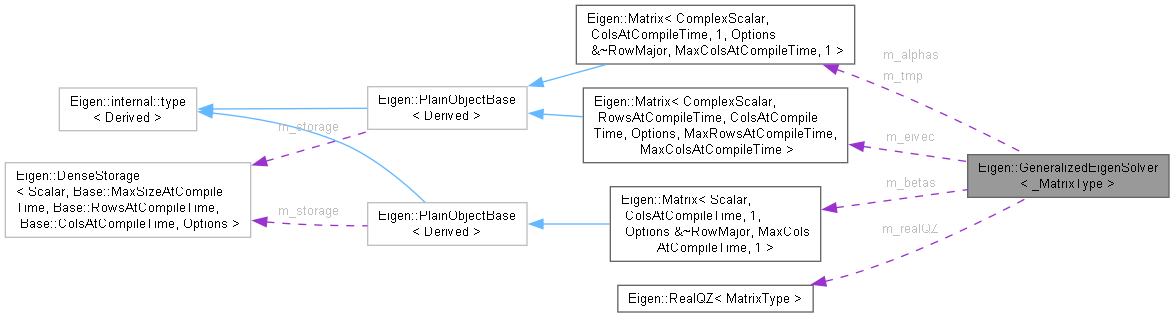 Eigen::Matrix< ComplexScalar,
ColsAtCompileTime, 1, Options
&~RowMajor, MaxColsAtCompileTime, 1 >
m_alphas
m_tmp
Eigen::internal::type
< Derived >
Eigen::PlainObjectBase
< Derived >
Eigen::Matrix< ComplexScalar,
RowsAtCompileTime, ColsAtCompile
Time, Options, MaxRowsAtCompileTime,
MaxColsAtCompileTime >
m_storage
m_eivec
Eigen::DenseStorage
< Scalar, Base::MaxSizeAtCompile
Time, Base::RowsAtCompileTime,
Base::ColsAtCompileTime, Options >
Eigen::GeneralizedEigenSolver
< _MatrixType >
m_storage
Eigen::PlainObjectBase
< Derived >
Eigen::Matrix< Scalar,
ColsAtCompileTime, 1,
Options &~RowMajor, MaxCols
AtCompileTime, 1 >
m_betas
m_realQZ
Eigen::RealQZ< MatrixType >